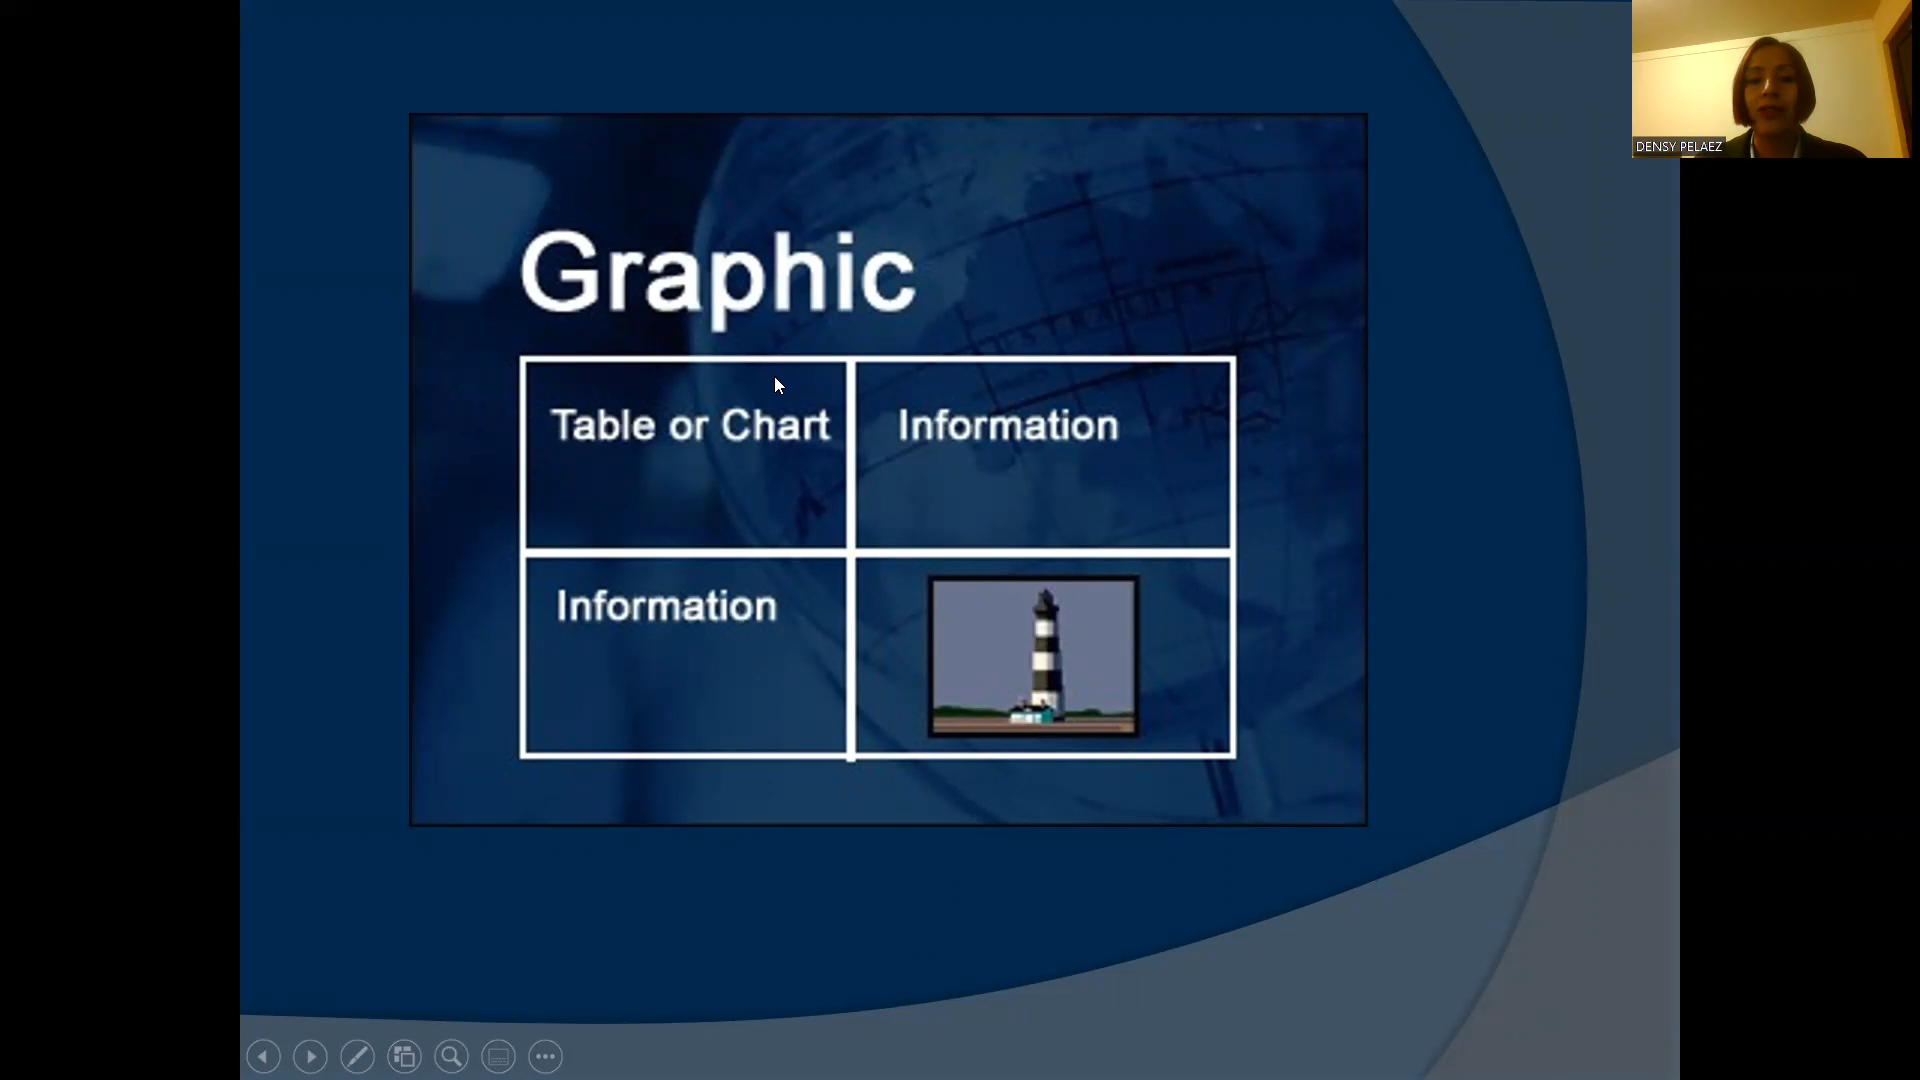 DENSY PELAEZ
Graphic
Table or Chart
Information
Information